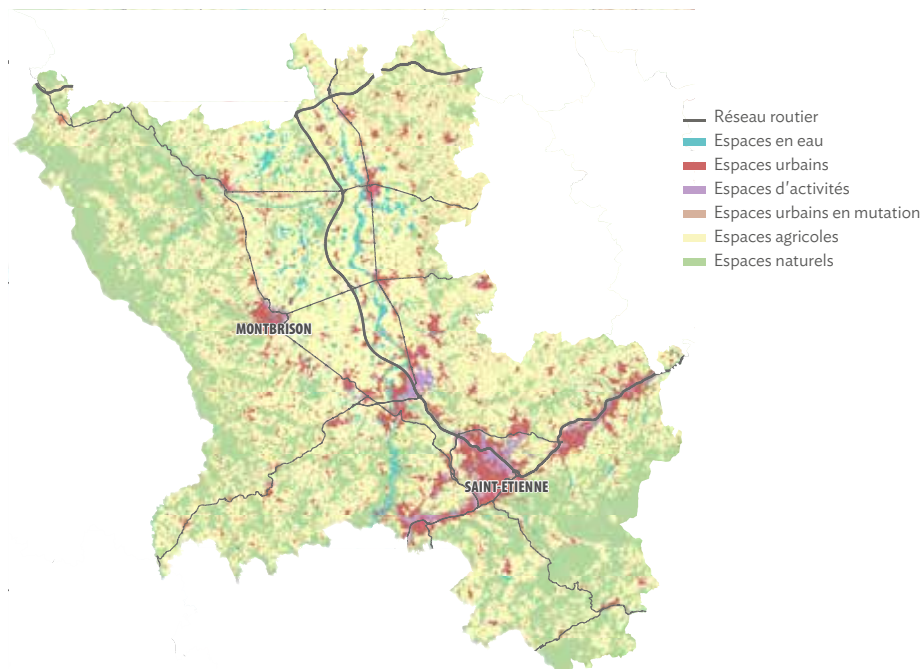 Réseau routier
Espaces en eau
Espaces urbains
Espaces d'activités
Espaces urbains en mutation
Espaces agricoles
Espaces naturels
MONTBRISON
SAINT-ETIENNE